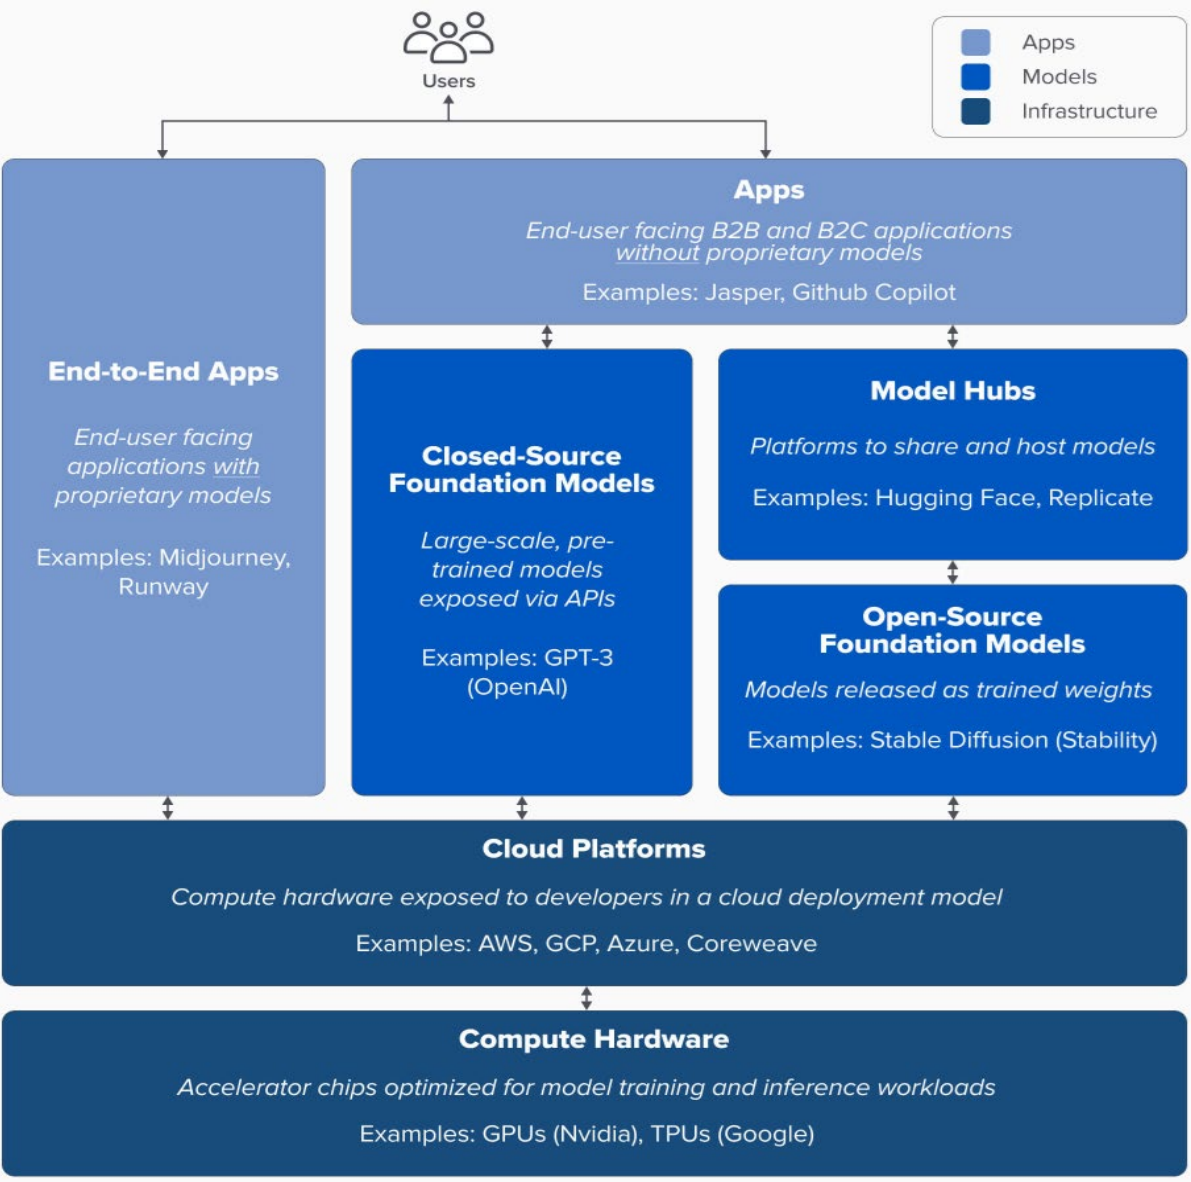 Users
Apps
Models
Infrastructure
End-to-End Apps
End-user facing
applications with
proprietary models
Examples: Midjourney,
Runway
Apps
End-user facing B2B and B2C applications
without proprietary models
Examples: Jasper, Github Copilot
Closed-Source
Foundation Models
Large-scale, pre-
trained models
exposed via APIs
Examples: GPT-3
(OpenAI)
Model Hubs
Platforms to share and host models
Examples: Hugging Face, Replicate
Open-Source
Foundation Models
Models released as trained weights
Examples: Stable Diffusion (Stability)
Cloud Platforms
Compute hardware exposed to developers in a cloud deployment model
Examples: AWS, GCP, Azure, Coreweave
Compute Hardware
Accelerator chips optimized for model training and inference workloads
Examples: GPUs (Nvidia), TPUs (Google)